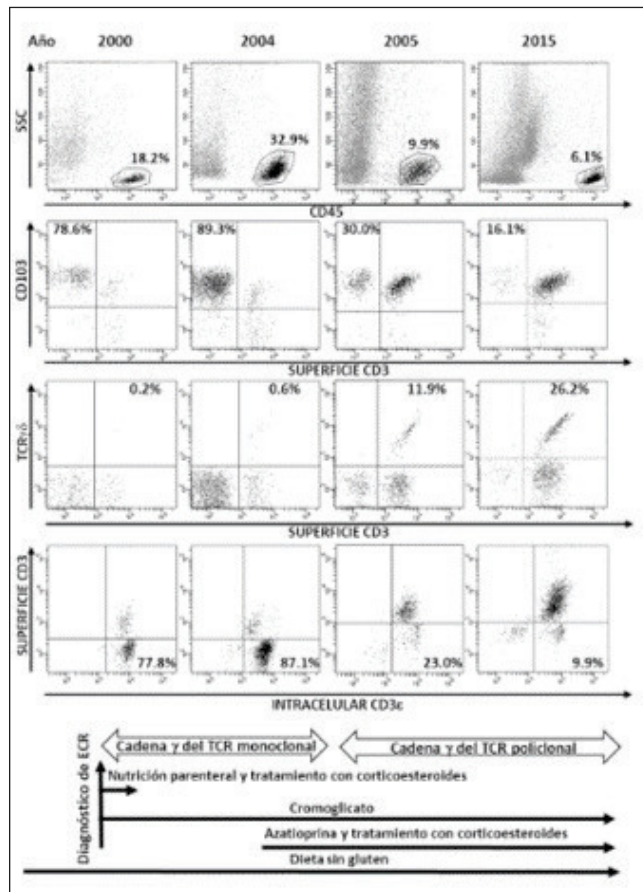 Año 2000 2004 2005 2015
SSC
18.2% 32.9% 9.9% 6.1%
CD45
CD103
78.6% 89.3% 30.0% 16.1%
SUPERFICIE CD3
TCRγδ
0.2% 0.6% 11.9% 26.2%
SUPERFICIE CD3
SUPERFICIE CD3
77.8% 87.1% 23.0% 9.9%
INTRACELULAR CD3ε
Diagnóstico de ECR
Cadena γ del TCR monoclonal Cadena γ del TCR policlonal
Nutrición parenteral y tratamiento con corticoesteroides
Cromoglicato
Azatioprina y tratamiento con corticoesteroides
Dieta sin gluten